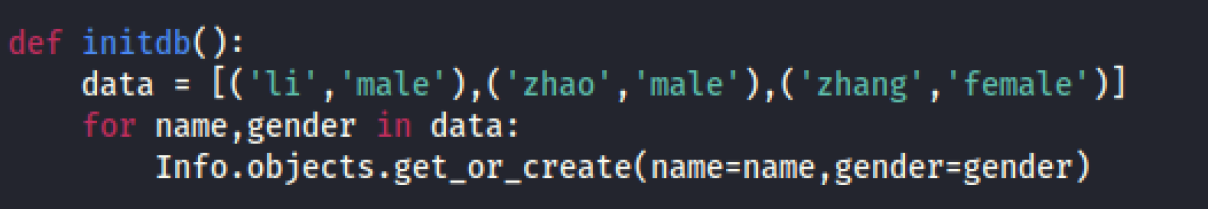 def initdb():
    data = [('li','male'),('zhao','male'),('zhang','female')]
    for name,gender in data:
        Info.objects.get_or_create(name=name,gender=gender)